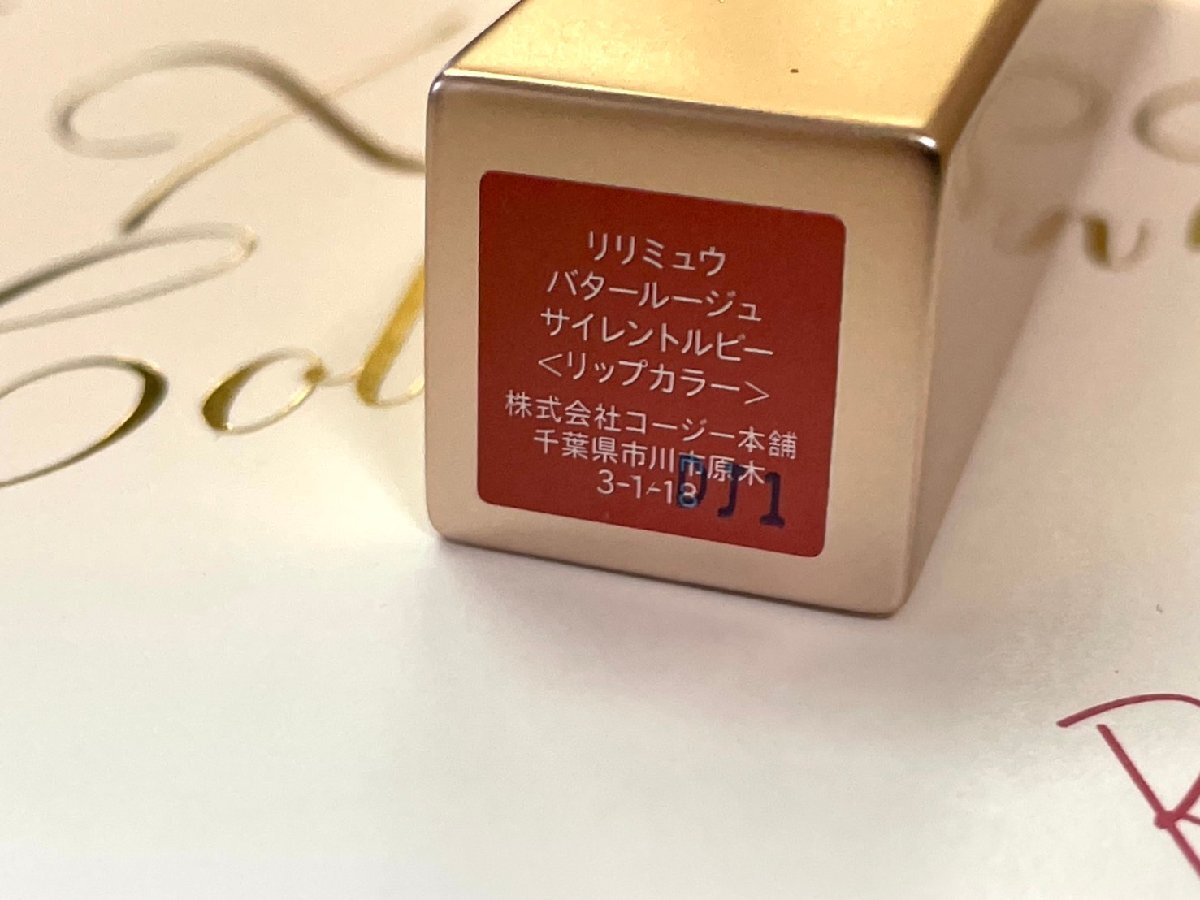 リリミュウ
バタールージュ
サイレントルビー
<リップカラー>
株式会社コージー本舗
千葉県市川市原木
3-1-18
DJ1